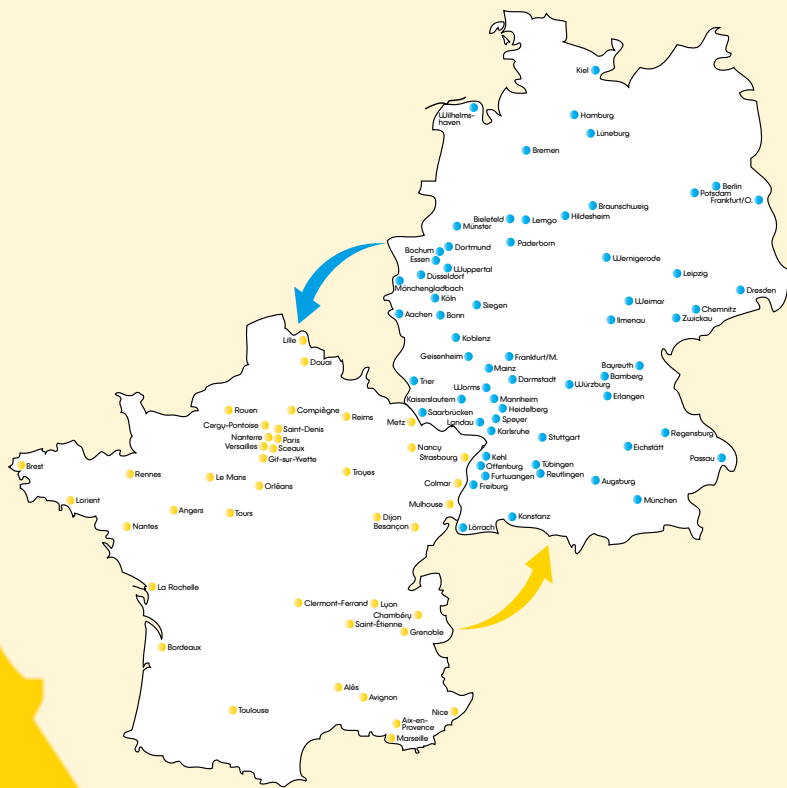 Kiel
Wilhelms-
haven
Hamburg
Lüneburg
Bremen
Berlin
Potsdam
Frankfurt/O.
Braunschweig
Hildesheim
Bielefeld
Lemgo
Münster
Paderborn
Dortmund
Bochum
Essen
Wuppertal
Düsseldorf
Mönchengladbach
Wernigerode
Leipzig
Dresden
Köln
Siegen
Weimar
Chemnitz
Zwickau
Ilmenau
Aachen
Bonn
Koblenz
Geisenheim
Frankfurt/M.
Mainz
Bayreuth
Bamberg
Trier
Darmstadt
Würzburg
Worms
Erlangen
Kaiserslautern
Mannheim
Heidelberg
Saarbrücken
Landau
Speyer
Karlsruhe
Stuttgart
Regensburg
Eichstätt
Passau
Kehl
Offenburg
Tübingen
Reutlingen
Furtwangen
Freiburg
Augsburg
München
Konstanz
Lörrach
Lille
Douai
Rouen
Compiègne
Reims
Metz
Cergy-Pontoise
Saint-Denis
Nanterre
Paris
Versailles
Sceaux
Gif-sur-Yvette
Nancy
Strasbourg
Brest
Rennes
Le Mans
Orléans
Troyes
Colmar
Mulhouse
Lorient
Angers
Tours
Nantes
Dijon
Besançon
La Rochelle
Clermont-Ferrand
Lyon
Chambéry
Saint-Étienne
Grenoble
Bordeaux
Alès
Avignon
Toulouse
Nice
Aix-en-
Provence
Marseille